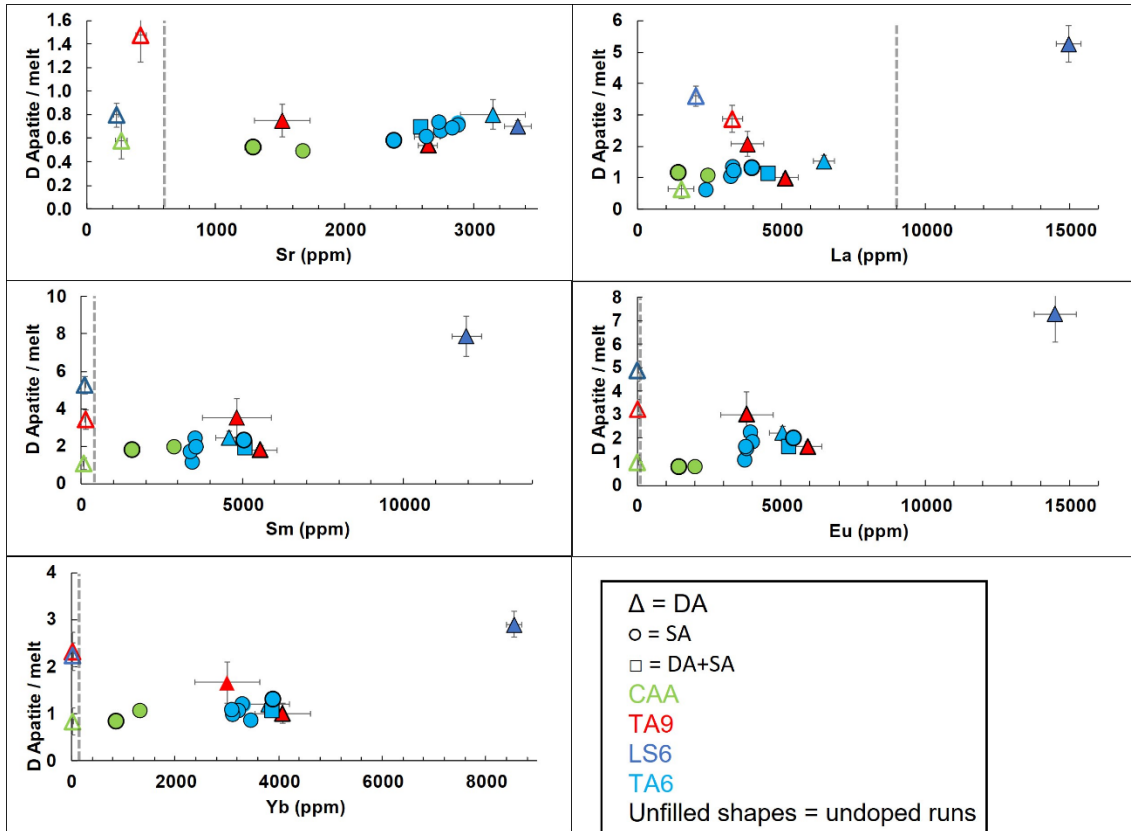 D Apatite / melt
1.6
1.4
1.2
1.0
0.8
0.6
0.4
0.2
0.0
0 1000 2000 3000
Sr (ppm)
D Apatite / melt
6
5
4
3
2
1
0
0 5000 10000 15000
La (ppm)
D Apatite / melt
10
8
6
4
2
0
0 5000 10000
Sm (ppm)
D Apatite / melt
8
7
6
5
4
3
2
1
0
0 5000 10000 15000
Eu (ppm)
D Apatite / melt
4
3
2
1
0
0 2000 4000 6000 8000
Yb (ppm)
Δ = DA
○ = SA
□ = DA+SA
CAA
TA9
LS6
TA6
Unfilled shapes = undoped runs